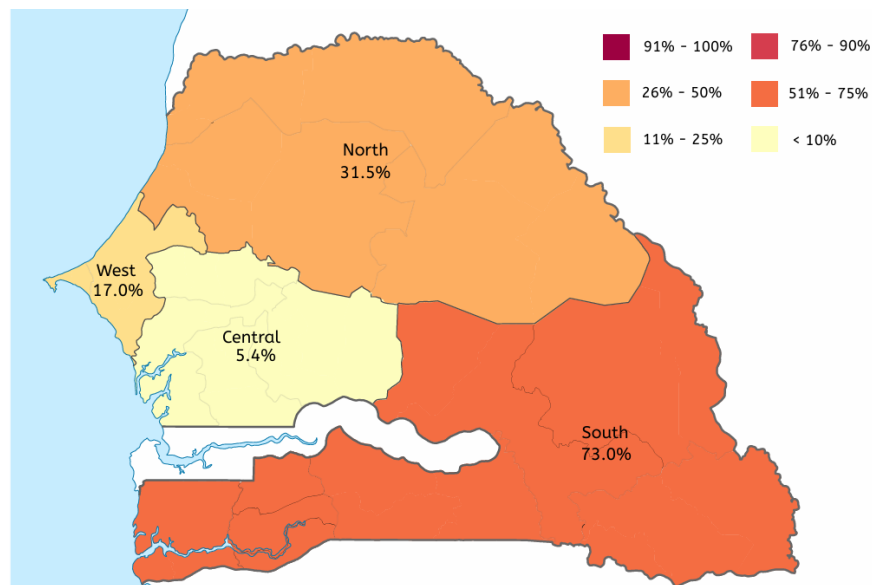 91% - 100%
76% - 90%
26% - 50%
51% - 75%
11% - 25%
< 10%
North
31.5%
West
17.0%
Central
5.4%
South
73.0%